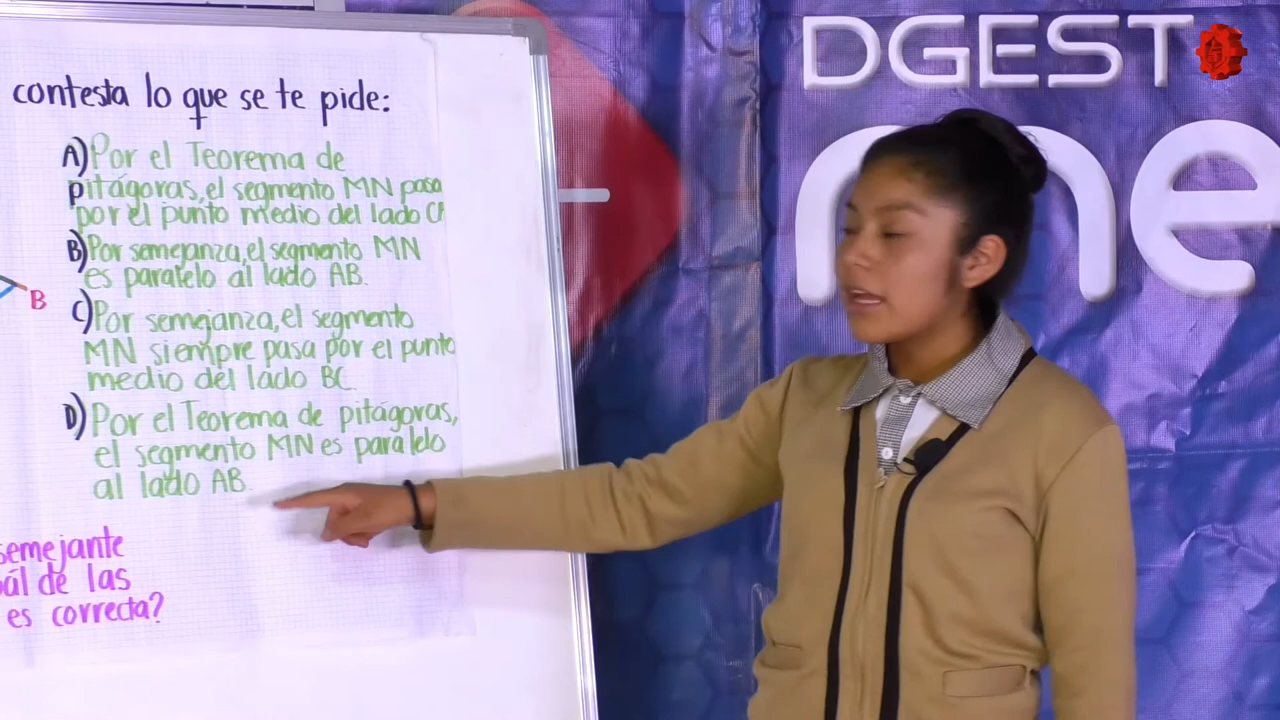 DGEST
me
contesta lo que se te pide:
A) Por el Teorema de
pitágoras, el segmento MN pasa
por el punto medio del lado
B) Por semejanza, el segmento MN
es paralelo al lado AB.
B
C) Por semejanza, el segmento
MN siempre pasa por el punto
medio del lado BC.
D) Por el Teorema de pitágoras,
el segmento MN es paralelo
al lado AB.
semejante
de las
es correcta?